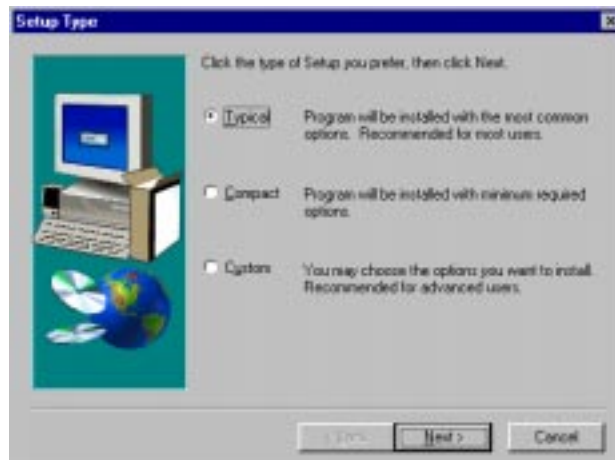 Setup Type
Click the type of Setup you prefer, then click Next.
Typical
Program will be installed with the most common
options. Recommended for most users.
Compact
Program will be installed with minimum required
options.
Custom
You may choose the options you want to install.
Recommended for advanced users.
< Back
Next >
Cancel